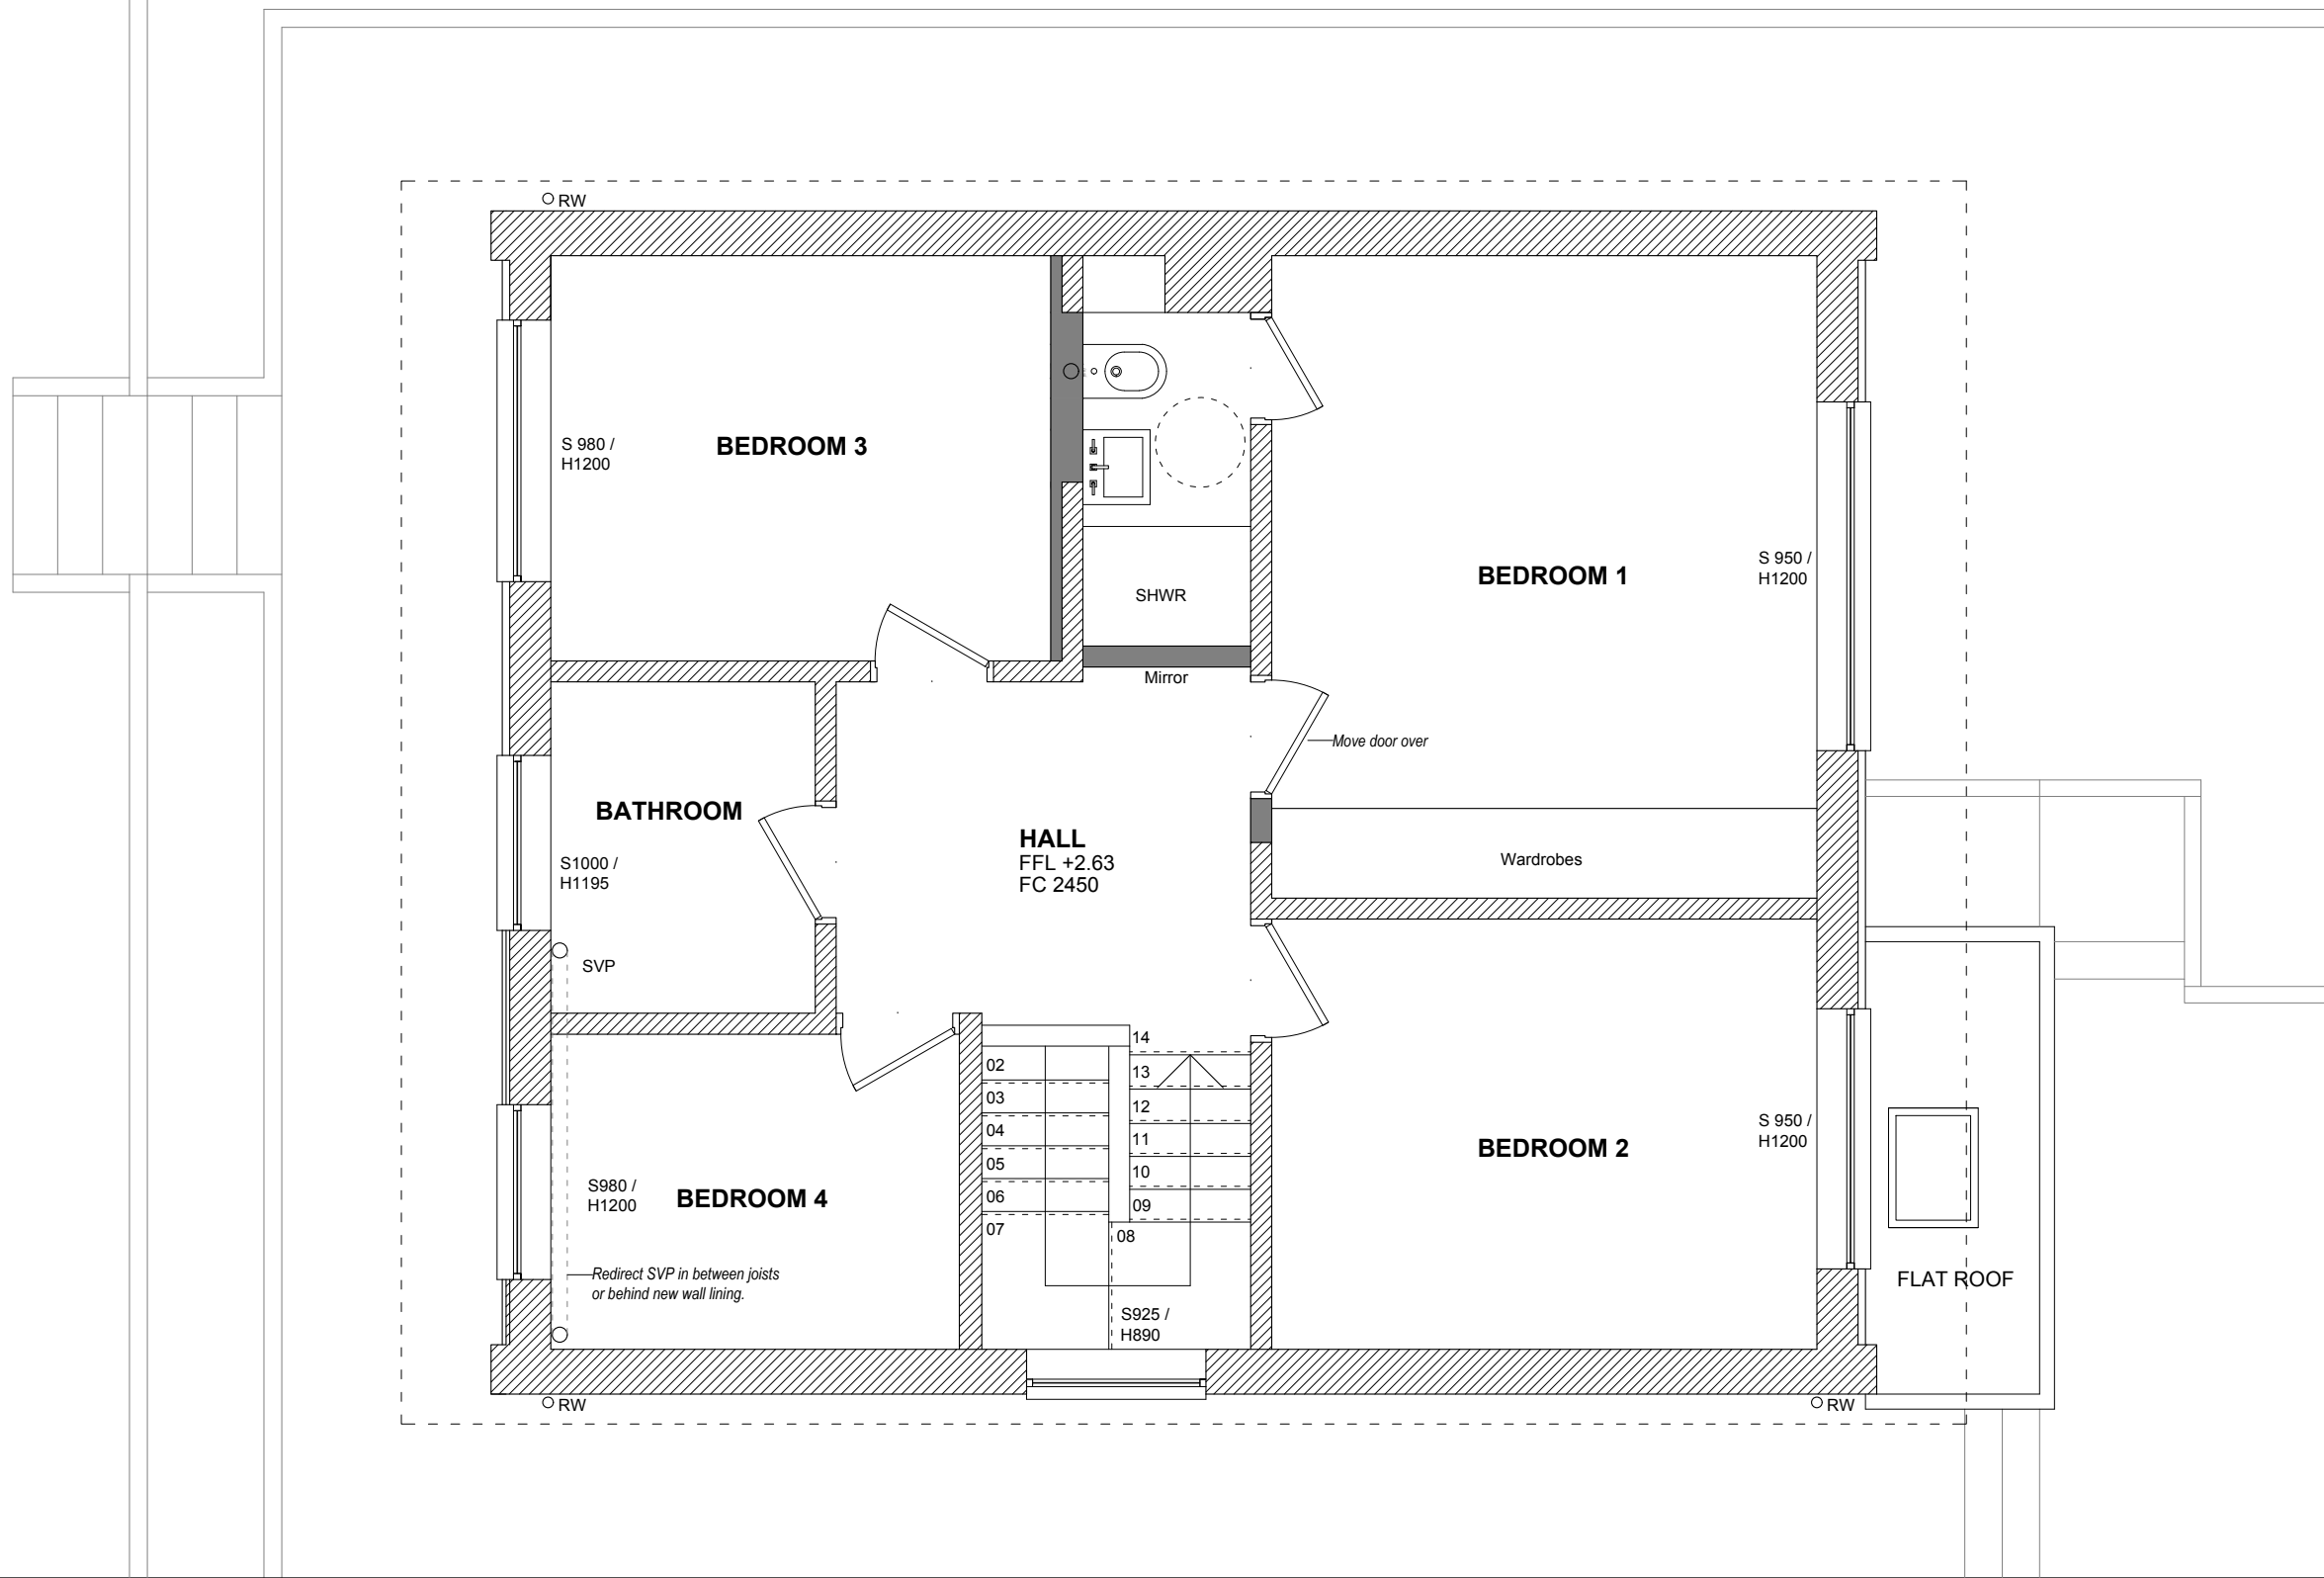 RW
S 980 /
H1200
BEDROOM 3
BEDROOM 1
S 950 /
H1200
SHWR
Mirror
Move door over
BATHROOM
S1000 /
H1195
SVP
HALL
FFL +2.63
FC 2450
Wardrobes
02
03
04
05
06
07
14
13
12
11
10
09
08
S980 /
H1200
BEDROOM 4
Redirect SVP in between joists
or behind new wall lining.
S925 /
H890
BEDROOM 2
S 950 /
H1200
FLAT ROOF
RW
RW